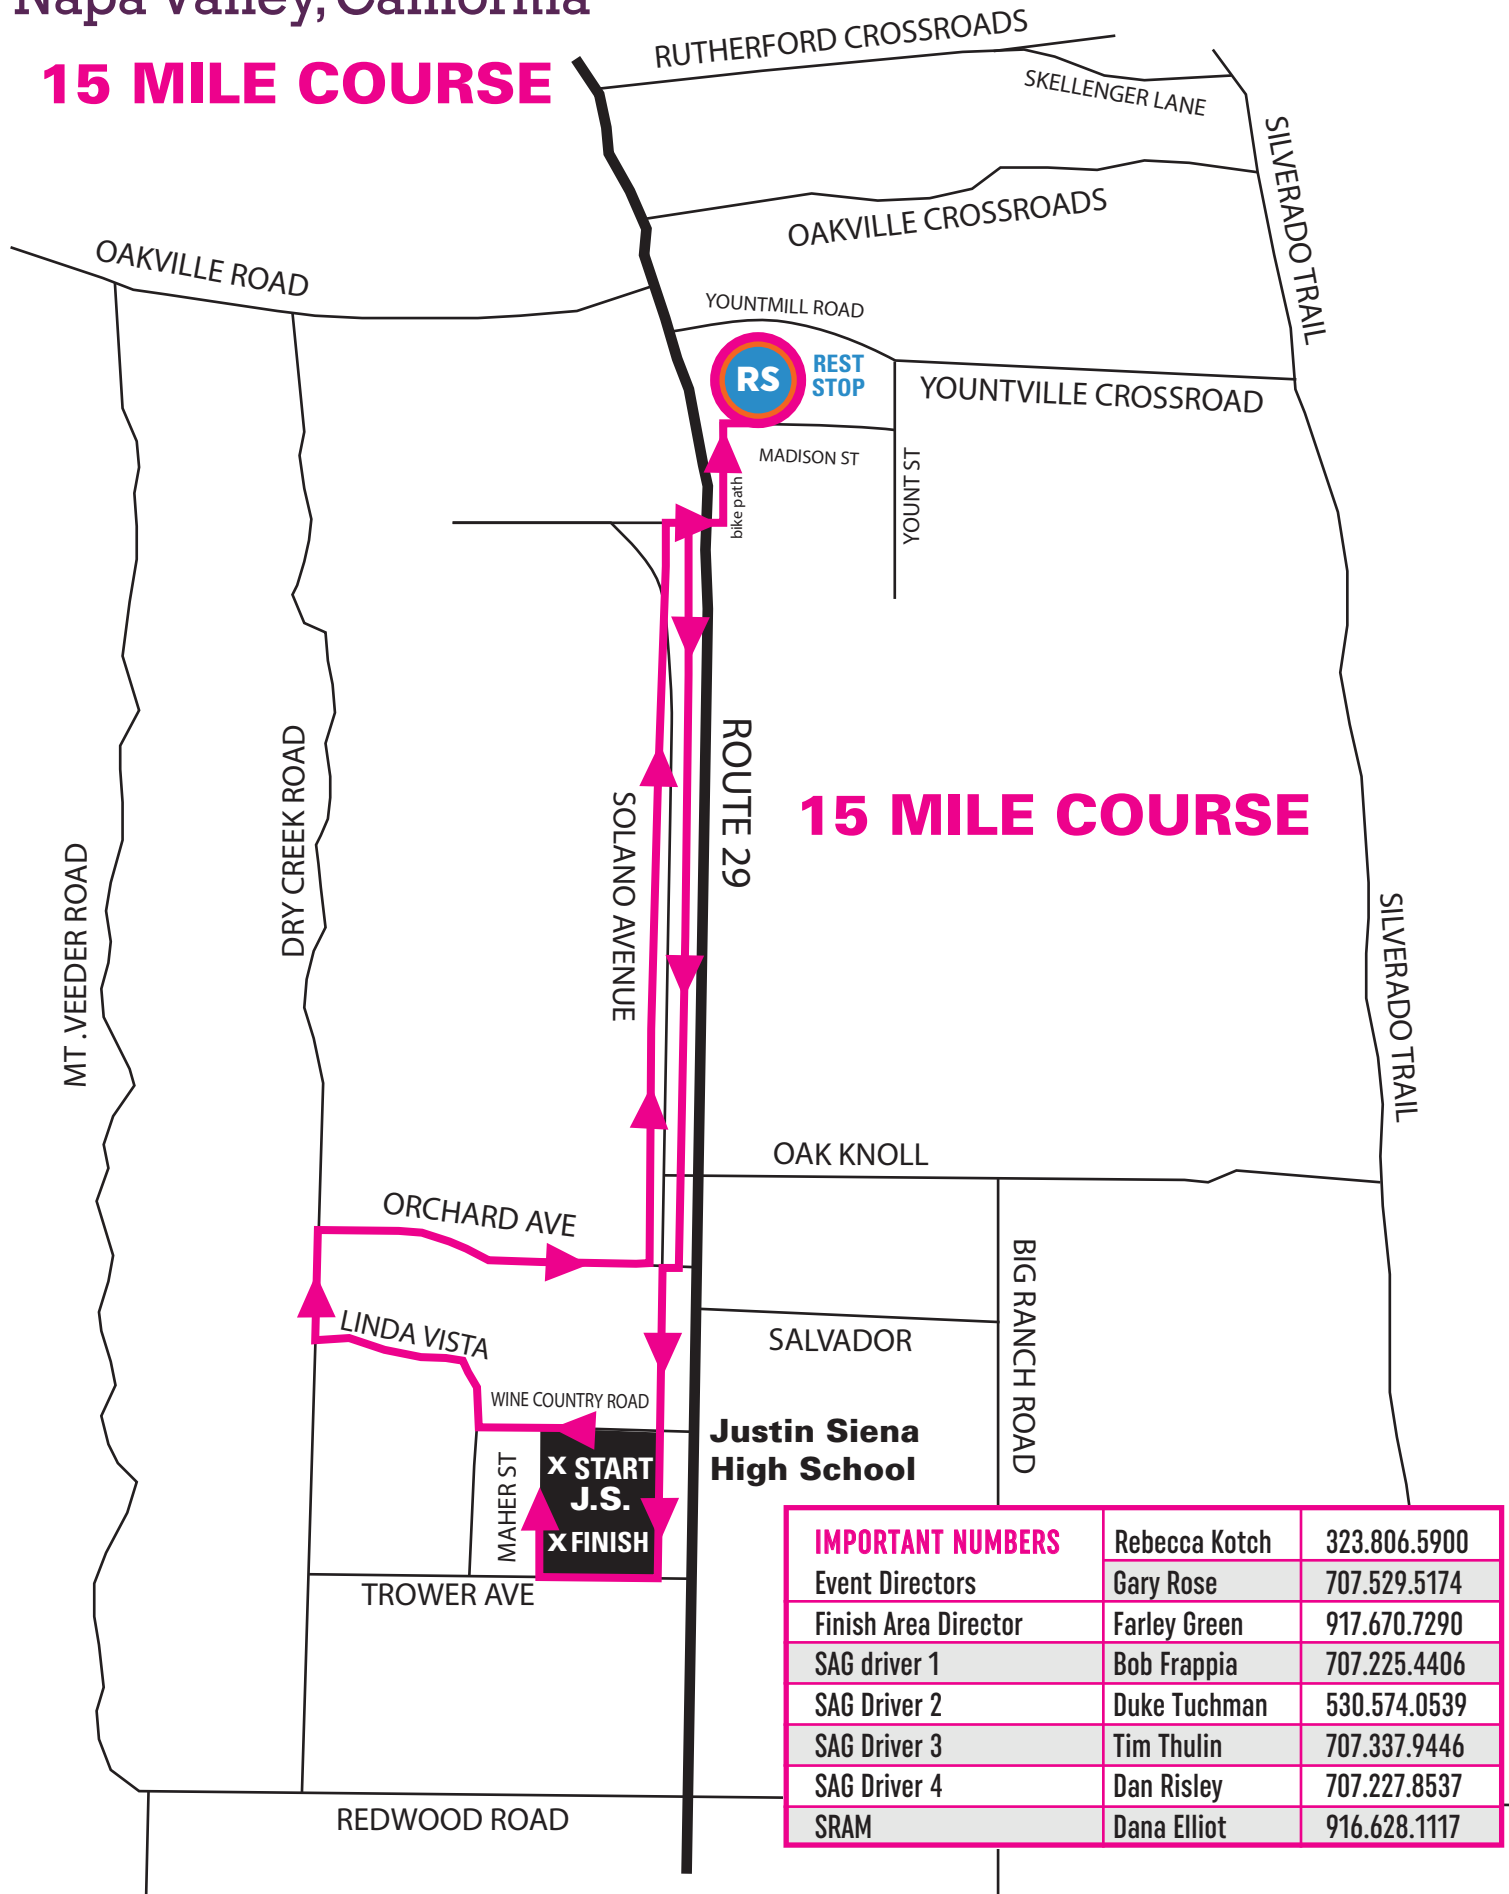 Napa Valley, California
15 MILE COURSE
RUTHERFORD CROSSROADS
SKELLENGER LANE
SILVERADO TRAIL
OAKVILLE CROSSROADS
OAKVILLE ROAD
YOUNTMILL ROAD
RS
REST
STOP
YOUNTVILLE CROSSROAD
MADISON ST
bike path
YOUNT ST
ROUTE 29
SOLANO AVENUE
15 MILE COURSE
DRY CREEK ROAD
MT .VEEDER ROAD
SILVERADO TRAIL
OAK KNOLL
ORCHARD AVE
BIG RANCH ROAD
LINDA VISTA
SALVADOR
WINE COUNTRY ROAD
Justin Siena
High School
MAHER ST
X START
J.S.
X FINISH
TROWER AVE
IMPORTANT NUMBERS Rebecca Kotch 323.806.5900
Event Directors Gary Rose 707.529.5174
Finish Area Director Farley Green 917.670.7290
SAG driver 1 Bob Frappia 707.225.4406
SAG Driver 2 Duke Tuchman 530.574.0539
SAG Driver 3 Tim Thulin 707.337.9446
SAG Driver 4 Dan Risley 707.227.8537
SRAM Dana Elliot 916.628.1117
REDWOOD ROAD